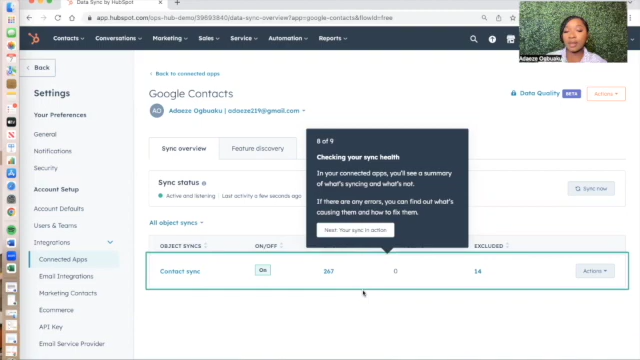 Data Sync by HubSpot
app.hubspot.com/ops-hub-demo/39693840/data-sync-overview?app=google-contacts&flowId=free
Contacts
Conversations
Marketing
Sales
Service
Automation
Reports
Adaeze Ogbuaku
Back
Back to connected apps
Settings
Google Contacts
Data Quality
BETA
Actions
AD
Adaeze Ogbuaku | adaeze219@gmail.com
Your Preferences
General
Notifications
Security
Account Setup
Account Defaults
Users & Teams
Integrations
Connected Apps
Email Integrations
Marketing Contacts
Ecommerce
API Key
Email Service Provider
Sync overview
Feature discovery
Sync status
Active and listening
Last activity a few seconds ago
Sync now
8 of 9
Checking your sync health
In your connected apps, you'll see a summary
of what's syncing and what's not.
If there are any errors, you can find out what's
causing them and how to fix them.
Next: Your sync in action
All object syncs
OBJECT SYNCS
ON/OFF
EXCLUDED
Contact sync
On
267
0
14
Actions